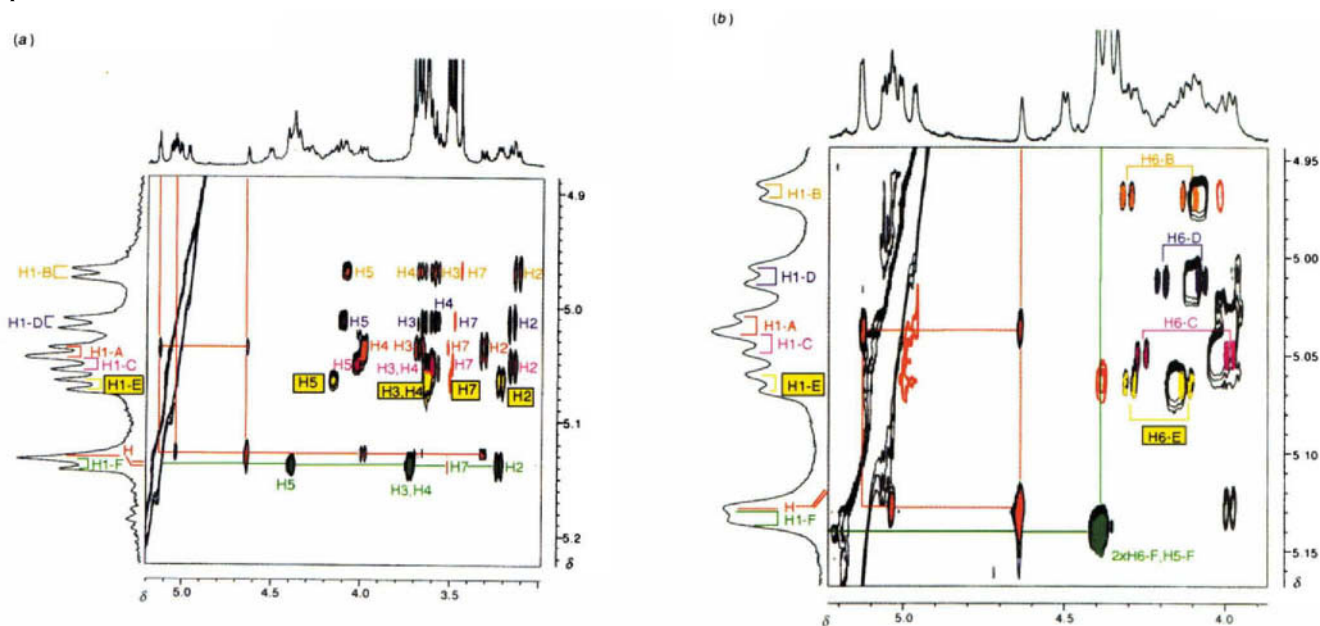 (a)
4.9
H1-B
H5
H4
H3
H7
H2
5.0
H4
H1-D
H5
H3
H7
H2
H1-A
H4
H3
H7
H2
H1-C
H5
H3, H4
H7
H2
H1-E
H5
H3, H4
H7
H2
5.1
H
H1-F
H7
H2
H5
H3, H4
5.2
δ
δ
5.0
4.5
4.0
3.5
(b)
4.95
H6-B
H1-B
H6-D
5.00
H1-D
H1-A
H6-C
H1-C
5.05
H1-E
H6-E
5.10
H
H1-F
2xH6-F, H5-F
5.15
δ
δ
5.0
4.5
4.0